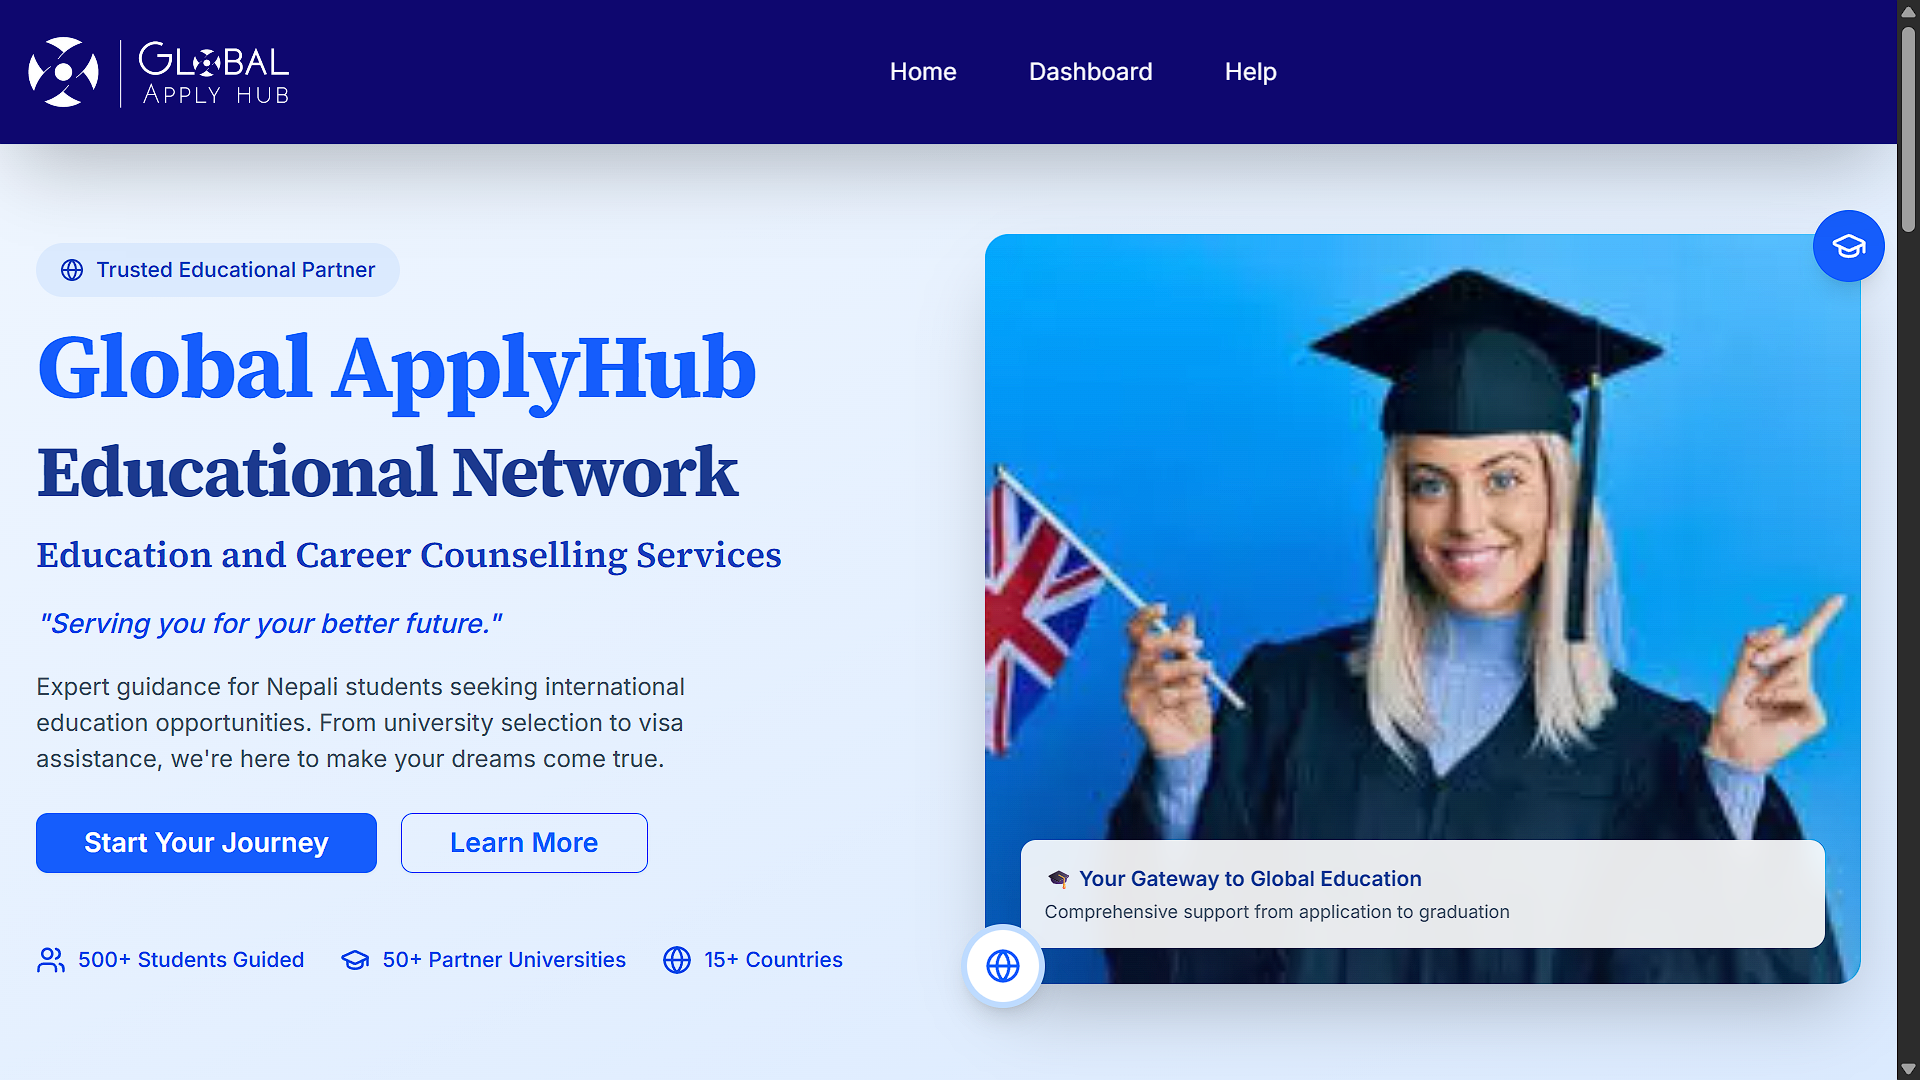 GLOBAL
APPLY HUB
Home
Dashboard
Help
Trusted Educational Partner
Global ApplyHub
Educational Network
Education and Career Counselling Services
"Serving you for your better future."
Expert guidance for Nepali students seeking international
education opportunities. From university selection to visa
assistance, we're here to make your dreams come true.
Start Your Journey
Learn More
500+ Students Guided
50+ Partner Universities
15+ Countries
🎓 Your Gateway to Global Education
Comprehensive support from application to graduation